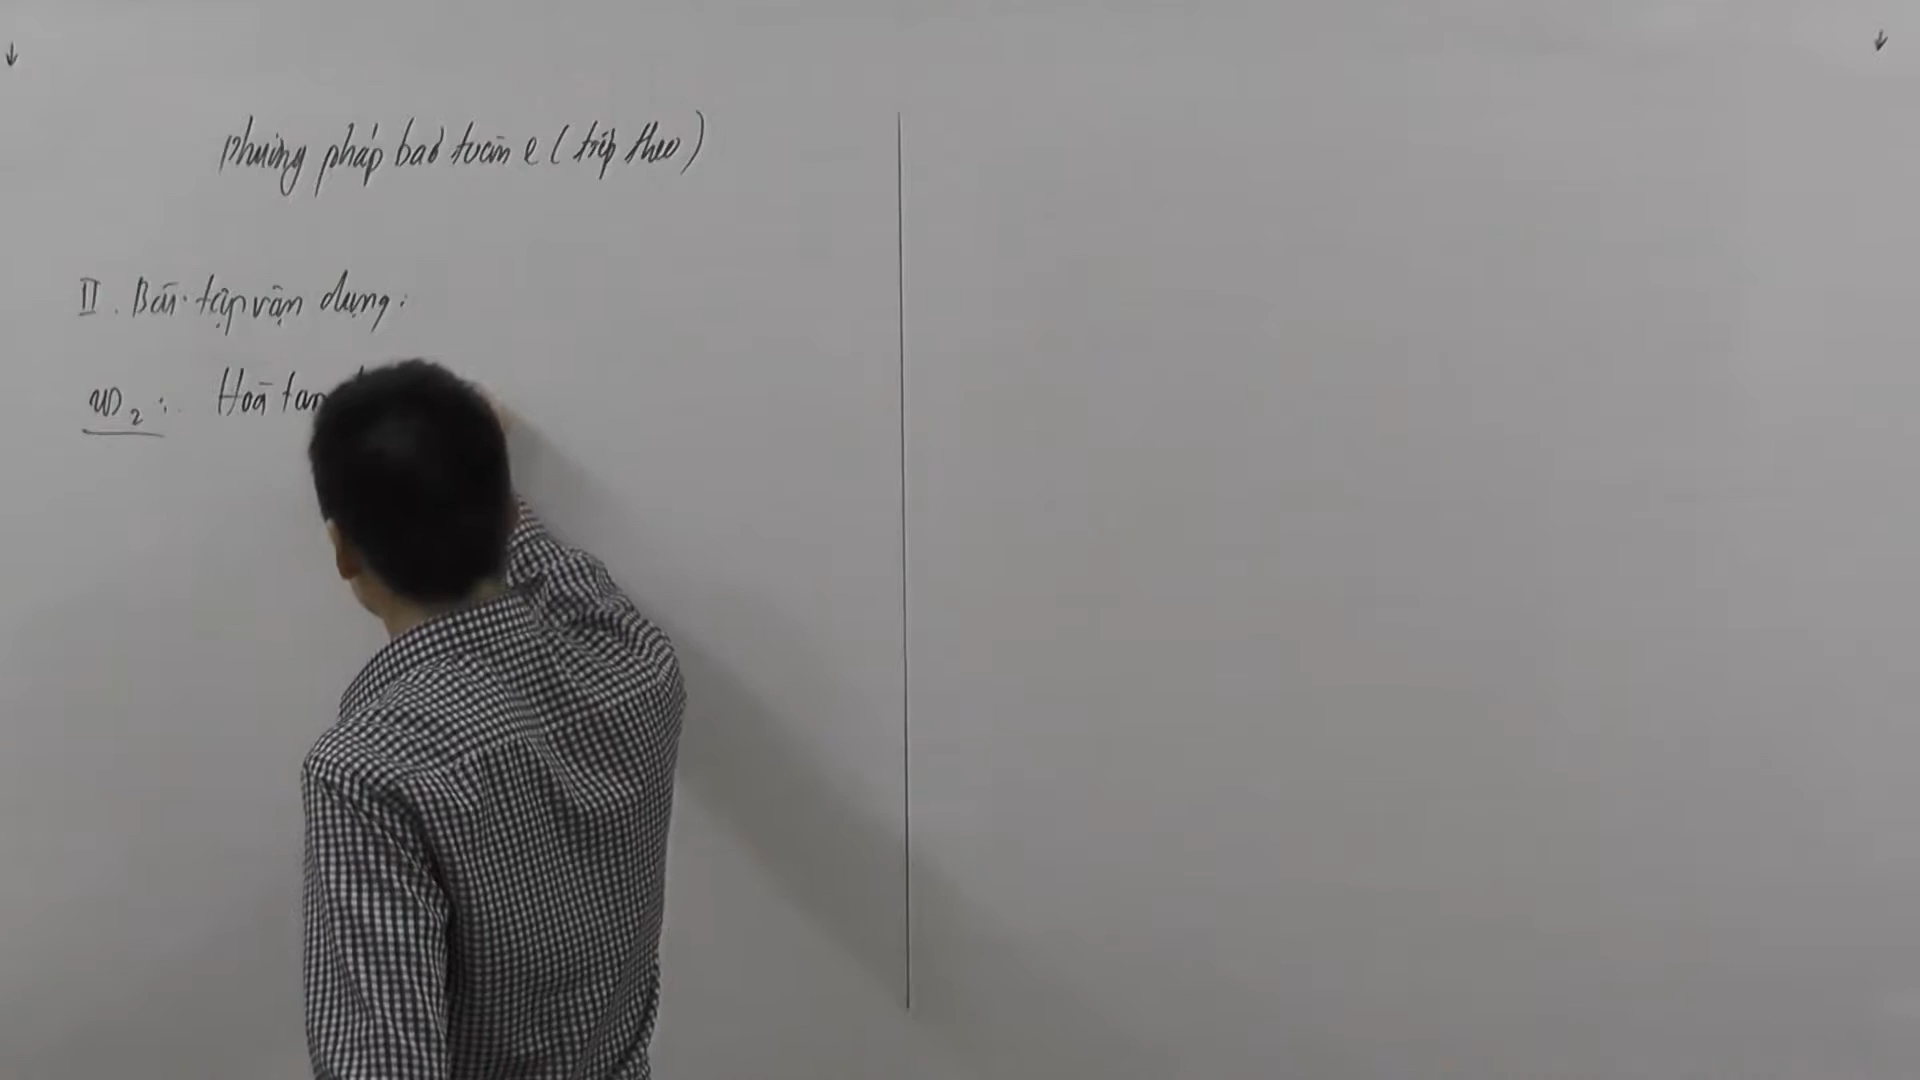 Phương pháp bảo toàn e (tiếp theo)
II. Bài tập vận dụng:
VD2: Hoà tan